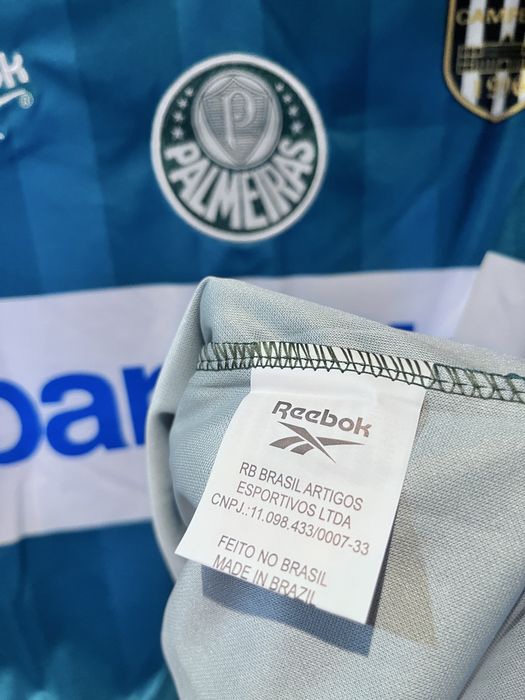 PALMEIRAS
P
Reebok
RB BRASIL ARTIGOS
ESPORTIVOS LTDA
CNPJ.:11.098.433/0007-33
FEITO NO BRASIL
MADE IN BRAZIL